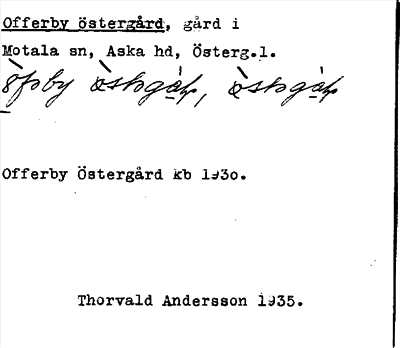 Offerby östergård, gård i
Motala sn, Aska hd, Österg.l.
Offerby Östergård kb 1930.
Thorvald Andersson 1935.